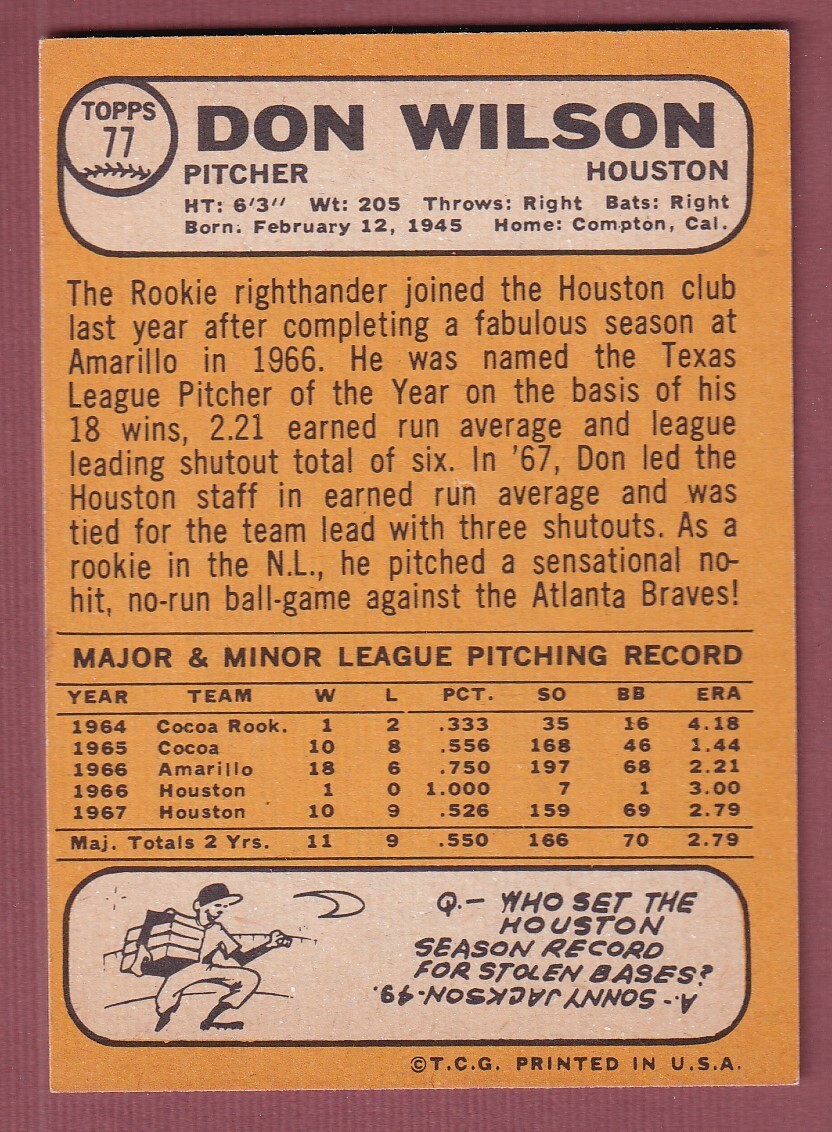 TOPPS
77
DON WILSON
PITCHER HOUSTON
HT: 6'3" Wt: 205 Throws: Right Bats: Right
Born: February 12, 1945 Home: Compton, Cal.
The Rookie righthander joined the Houston club
last year after completing a fabulous season at
Amarillo in 1966. He was named the Texas
League Pitcher of the Year on the basis of his
18 wins, 2.21 earned run average and league
leading shutout total of six. In '67, Don led the
Houston staff in earned run average and was
tied for the team lead with three shutouts. As a
rookie in the N.L., he pitched a sensational no-
hit, no-run ball-game against the Atlanta Braves!
MAJOR & MINOR LEAGUE PITCHING RECORD
YEAR TEAM W L PCT. SO BB ERA
1964 Cocoa Rook. 1 2 .333 35 16 4.18
1965 Cocoa 10 8 .556 168 46 1.44
1966 Amarillo 18 6 .750 197 68 2.21
1966 Houston 1 0 1.000 7 1 3.00
1967 Houston 10 9 .526 159 69 2.79
Maj. Totals 2 Yrs. 11 9 .550 166 70 2.79
Q.- WHO SET THE
HOUSTON
SEASON RECORD
FOR STOLEN BASES?
A.- SONNY JACKSON-49.
©T.C.G. PRINTED IN U.S.A.